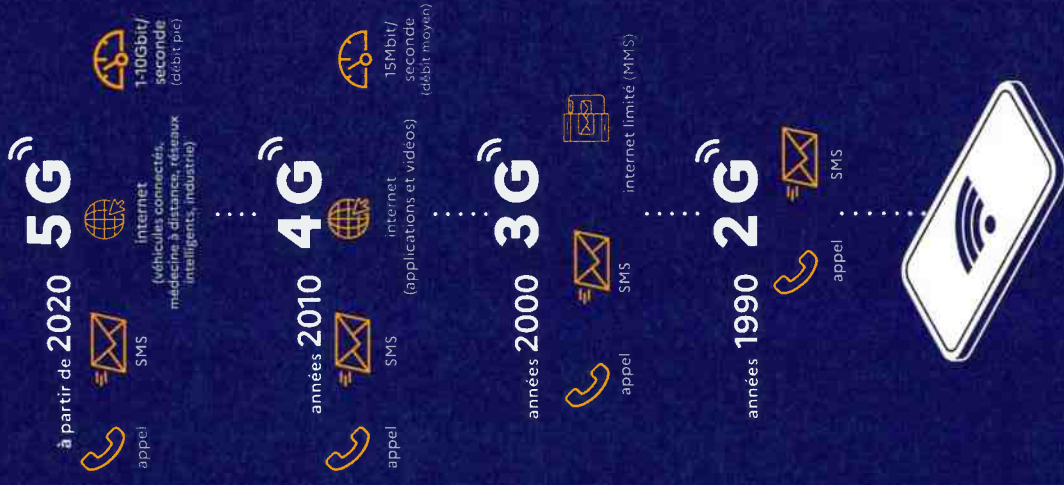 à partir de 2020 5G
appel
SMS
internet
(véhicules connectés,
médecine à distance, réseaux
intelligents, industrie)
1-10Gbit/
seconde
(débit pic)
années 2010 4G
appel
SMS
internet
(applications et vidéos)
15Mbit/
seconde
(débit moyen)
années 2000 3G
appel
SMS
internet limité (MMS)
années 1990 2G
appel
SMS